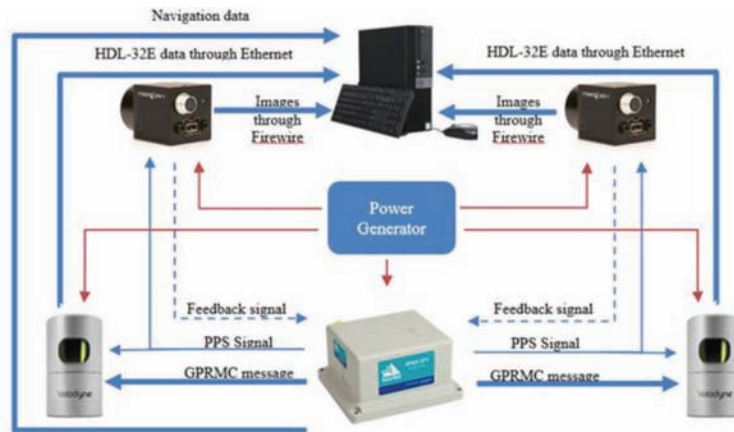 Navigation data
HDL-32E data through Ethernet
HDL-32E data through Ethernet
Images
through
Firewire
Images
through
Firewire
Power
Generator
Feedback signal
Feedback signal
PPS Signal
PPS Signal
GPRMC message
GPRMC message
Velodyne
Velodyne